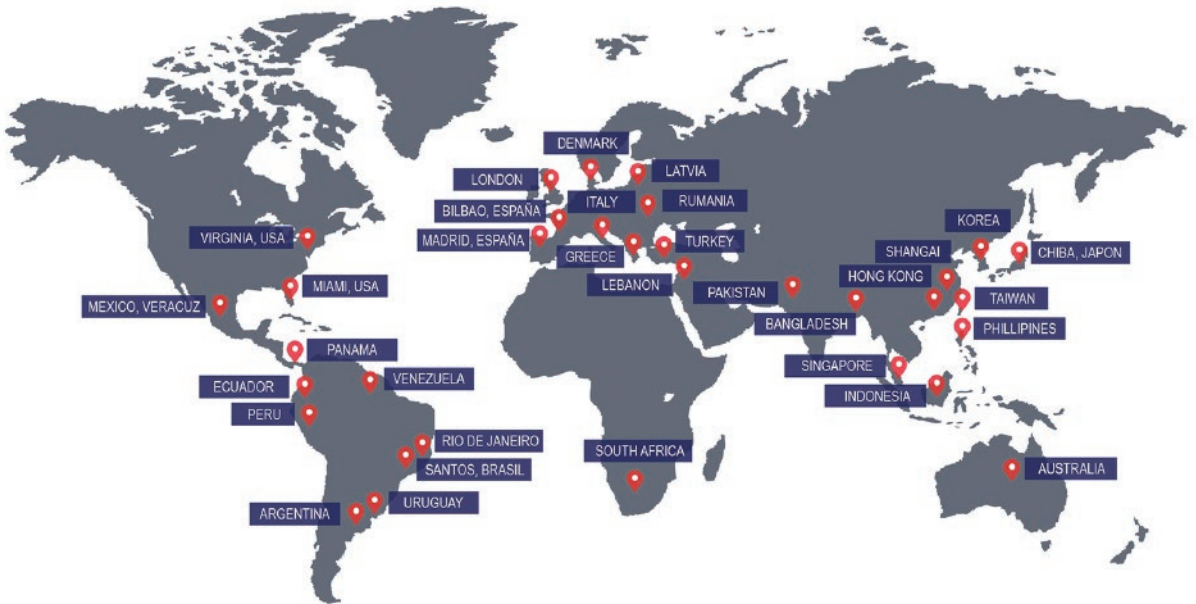 DENMARK
LONDON
LATVIA
ITALY
RUMANIA
BILBAO, ESPAÑA
KOREA
VIRGINIA, USA
MADRID, ESPAÑA
TURKEY
SHANGAI
CHIBA, JAPON
GREECE
HONG KONG
LEBANON
MIAMI, USA
PAKISTAN
MEXICO, VERACUZ
TAIWAN
BANGLADESH
PHILLIPINES
PANAMA
SINGAPORE
ECUADOR
VENEZUELA
INDONESIA
PERU
RIO DE JANEIRO
SOUTH AFRICA
SANTOS, BRASIL
AUSTRALIA
URUGUAY
ARGENTINA